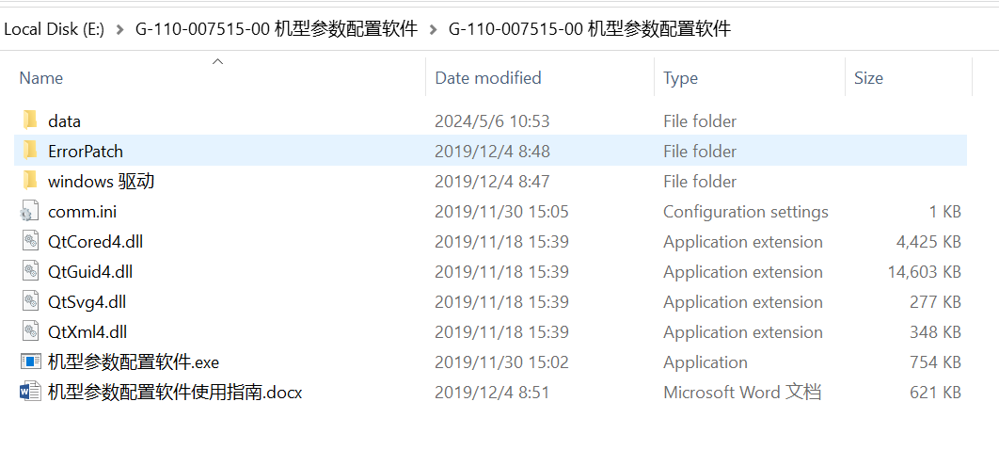 Local Disk (E:) > G-110-007515-00 机型参数配置软件 > G-110-007515-00 机型参数配置软件
Name Date modified Type Size
data 2024/5/6 10:53 File folder
ErrorPatch 2019/12/4 8:48 File folder
windows 驱动 2019/12/4 8:47 File folder
comm.ini 2019/11/30 15:05 Configuration settings 1 KB
QtCored4.dll 2019/11/18 15:39 Application extension 4,425 KB
QtGuid4.dll 2019/11/18 15:39 Application extension 14,603 KB
QtSvg4.dll 2019/11/18 15:39 Application extension 277 KB
QtXml4.dll 2019/11/18 15:39 Application extension 348 KB
机型参数配置软件.exe 2019/11/30 15:02 Application 754 KB
机型参数配置软件使用指南.docx 2019/12/4 8:51 Microsoft Word 文档 621 KB